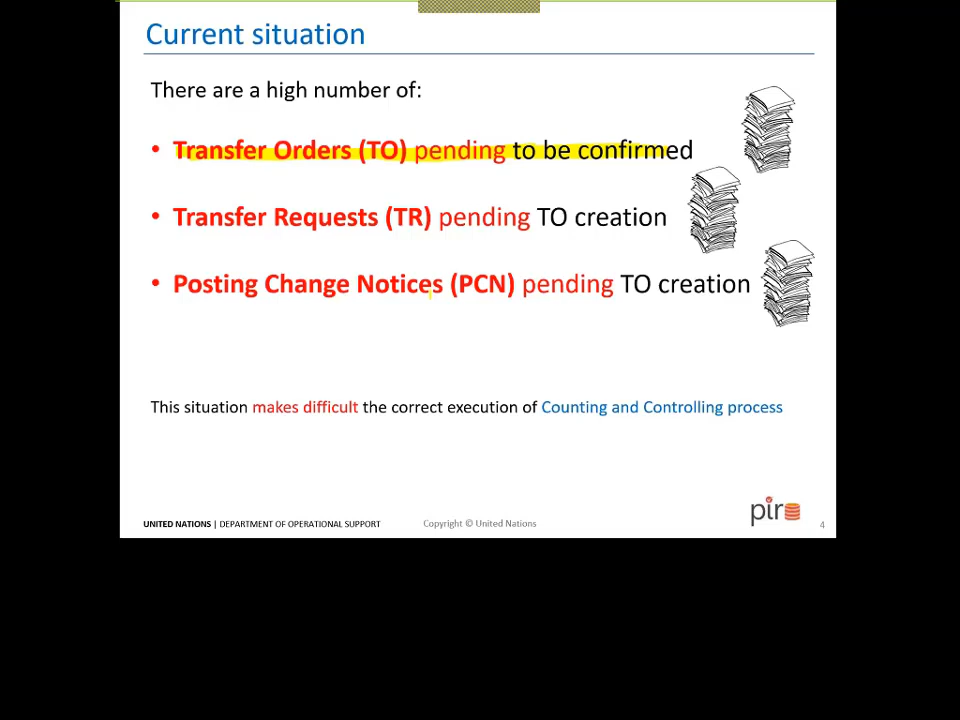 Current situation
There are a high number of:
• Transfer Orders (TO) pending to be confirmed
• Transfer Requests (TR) pending TO creation
• Posting Change Notices (PCN) pending TO creation
This situation makes difficult the correct execution of Counting and Controlling process
UNITED NATIONS | DEPARTMENT OF OPERATIONAL SUPPORT
Copyright © United Nations
pir
4